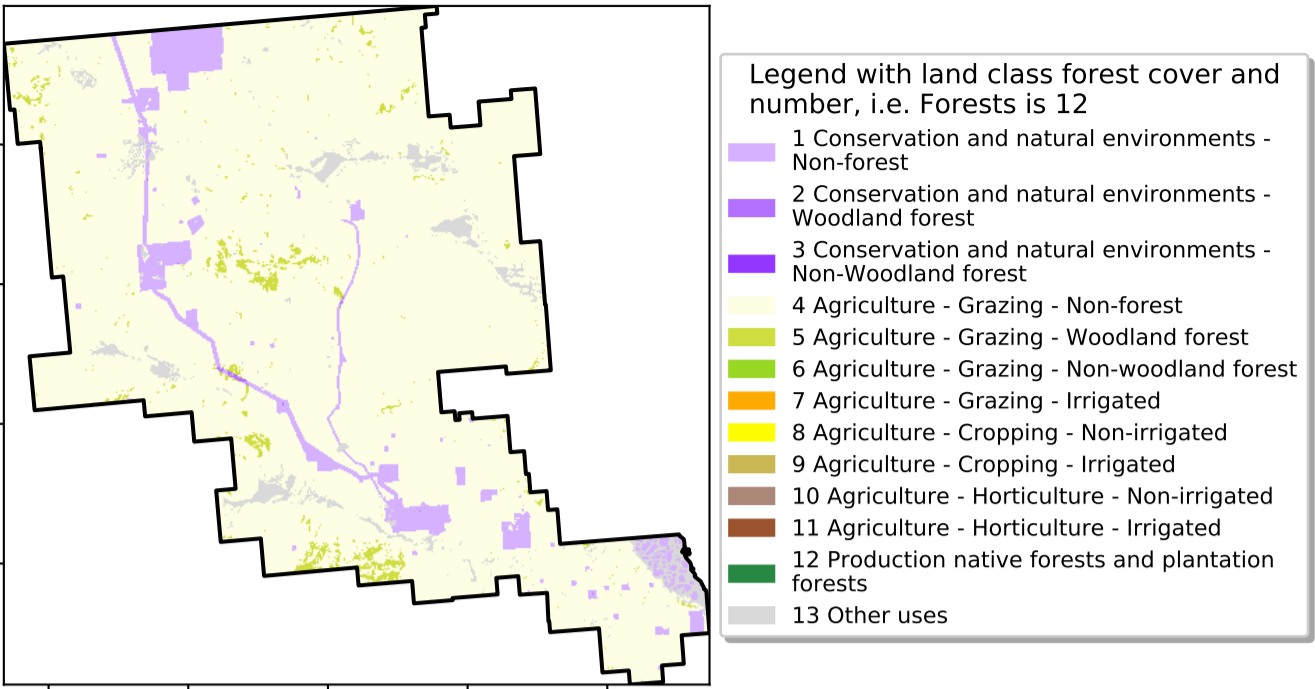 Legend with land class forest cover and
number, i.e. Forests is 12
1 Conservation and natural environments -
Non-forest
2 Conservation and natural environments -
Woodland forest
3 Conservation and natural environments -
Non-Woodland forest
4 Agriculture - Grazing - Non-forest
5 Agriculture - Grazing - Woodland forest
6 Agriculture - Grazing - Non-woodland forest
7 Agriculture - Grazing - Irrigated
8 Agriculture - Cropping - Non-irrigated
9 Agriculture - Cropping - Irrigated
10 Agriculture - Horticulture - Non-irrigated
11 Agriculture - Horticulture - Irrigated
12 Production native forests and plantation
forests
13 Other uses